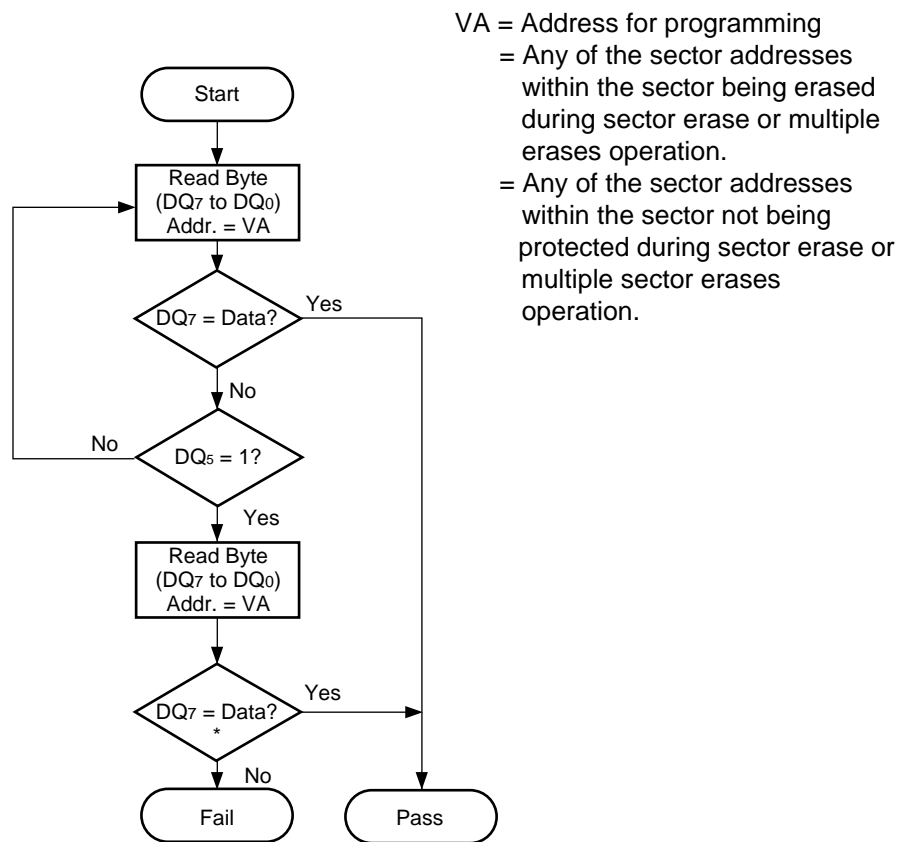 VA = Address for programming
= Any of the sector addresses
within the sector being erased
during sector erase or multiple
erases operation.
= Any of the sector addresses
within the sector not being
protected during sector erase or
multiple sector erases
operation.
Start
Read Byte
(DQ7 to DQ0)
Addr. = VA
DQ7 = Data?
Yes
No
DQ5 = 1?
No
Yes
Read Byte
(DQ7 to DQ0)
Addr. = VA
DQ7 = Data?
*
Yes
No
Fail
Pass